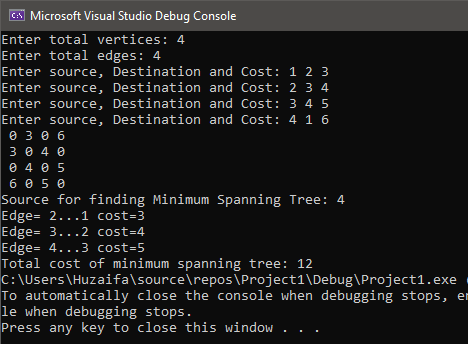 Microsoft Visual Studio Debug Console
Enter total vertices: 4
Enter total edges: 4
Enter source, Destination and Cost: 1 2 3
Enter source, Destination and Cost: 2 3 4
Enter source, Destination and Cost: 3 4 5
Enter source, Destination and Cost: 4 1 6
0 3 0 6
3 0 4 0
0 4 0 5
6 0 5 0
Source for finding Minimum Spanning Tree: 4
Edge= 2...1 cost=3
Edge= 3...2 cost=4
Edge= 4...3 cost=5
Total cost of minimum spanning tree: 12
C:\Users\Huzaifa\source\repos\Project1\Debug\Project1.exe
To automatically close the console when debugging stops, en
le when debugging stops.
Press any key to close this window . . .